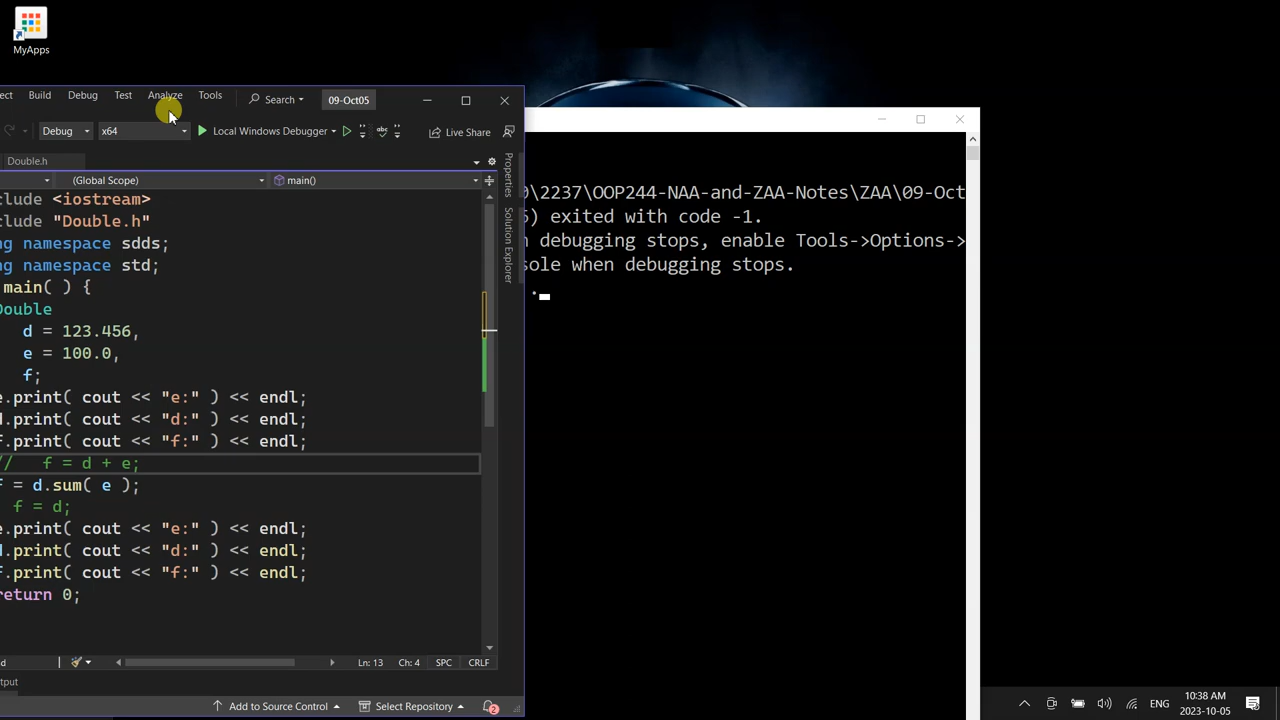 MyApps
ect Build Debug Test Analyze Tools Search 09-Oct05
Debug x64 Local Windows Debugger Live Share
Double.h
(Global Scope) main()
clude <iostream>
clude "Double.h"
ng namespace sdds;
ng namespace std;
main( ) {
Double
d = 123.456,
e = 100.0,
f;
e.print( cout << "e:" ) << endl;
d.print( cout << "d:" ) << endl;
f.print( cout << "f:" ) << endl;
// f = d + e;
f = d.sum( e );
f = d;
e.print( cout << "e:" ) << endl;
d.print( cout << "d:" ) << endl;
f.print( cout << "f:" ) << endl;
return 0;
Properties
Solution Explorer
Ln: 13 Ch: 4 SPC CRLF
tput
Add to Source Control Select Repository 2
0\2237\OOP244-NAA-and-ZAA-Notes\ZAA\09-Oct
5) exited with code -1.
n debugging stops, enable Tools->Options->
sole when debugging stops.
.
ENG
10:38 AM
2023-10-05